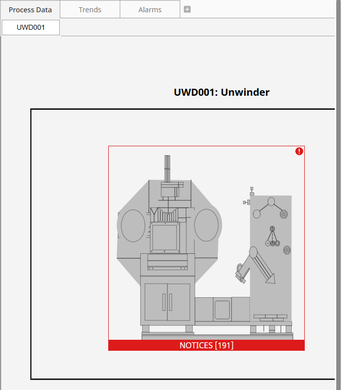 Process Data
Trends
Alarms
UWD001
UWD001: Unwinder
NOTICES [191]